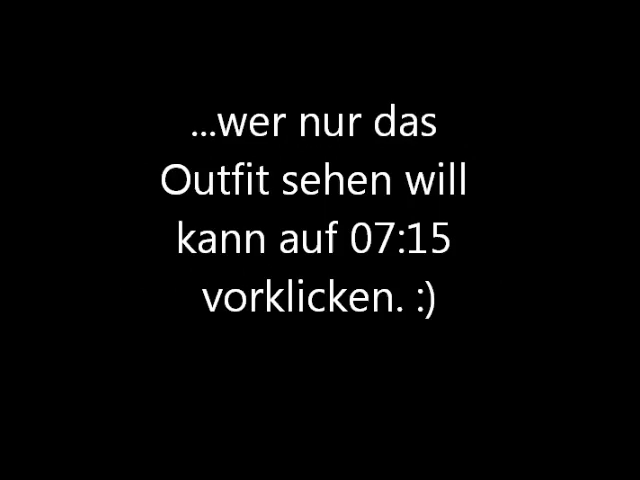 ...wer nur das
Outfit sehen will
kann auf 07:15
vorklicken. :)